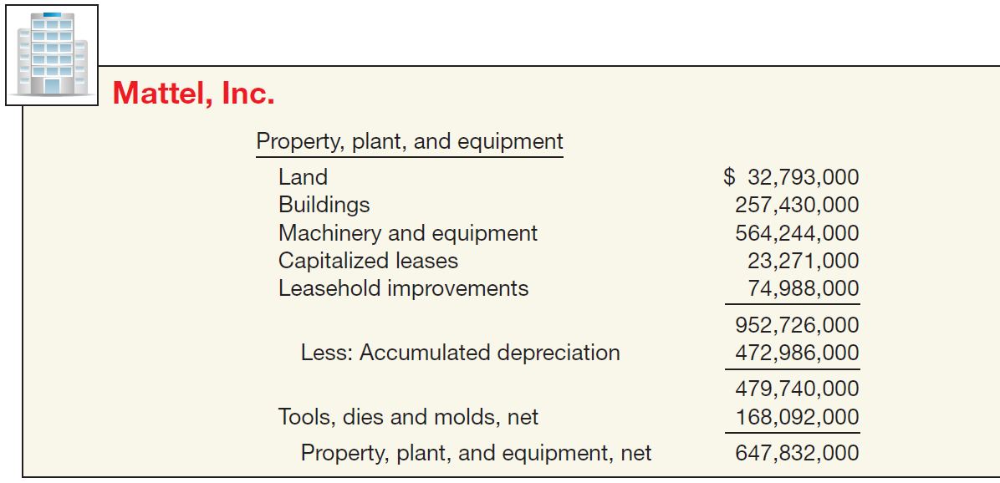 Mattel, Inc.
Property, plant, and equipment
Land $ 32,793,000
Buildings 257,430,000
Machinery and equipment 564,244,000
Capitalized leases 23,271,000
Leasehold improvements 74,988,000
952,726,000
Less: Accumulated depreciation 472,986,000
479,740,000
Tools, dies and molds, net 168,092,000
Property, plant, and equipment, net 647,832,000